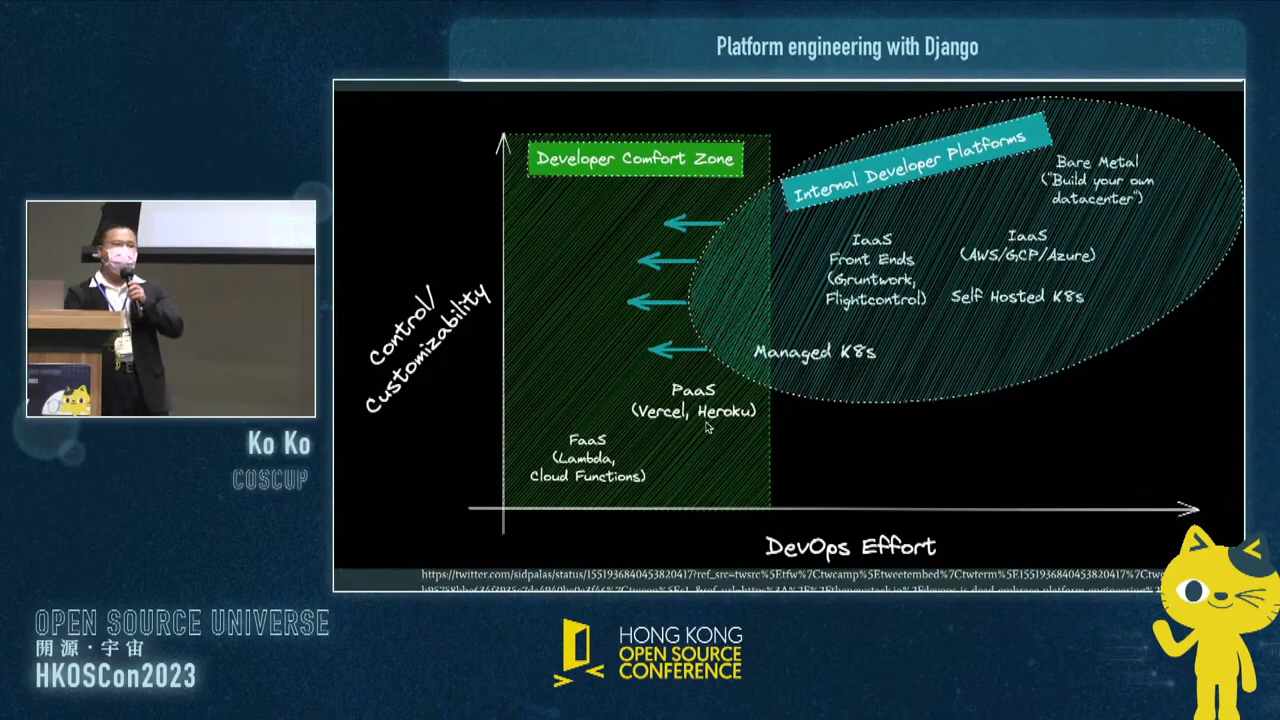 Platform engineering with Django
Developer Comfort Zone
Internal Developer Platforms
Bare Metal
("Build your own
datacenter")
IaaS
Front Ends
(Gruntwork,
Flightcontrol)
IaaS
(AWS/GCP/Azure)
Self Hosted K8s
Managed K8s
PaaS
(Vercel, Heroku)
FaaS
(Lambda,
Cloud Functions)
Control/
Customizability
DevOps Effort
Ko Ko
COSCUP
OPEN SOURCE UNIVERSE
開源·宇宙
HKOSCon2023
HONG KONG
OPEN SOURCE
CONFERENCE